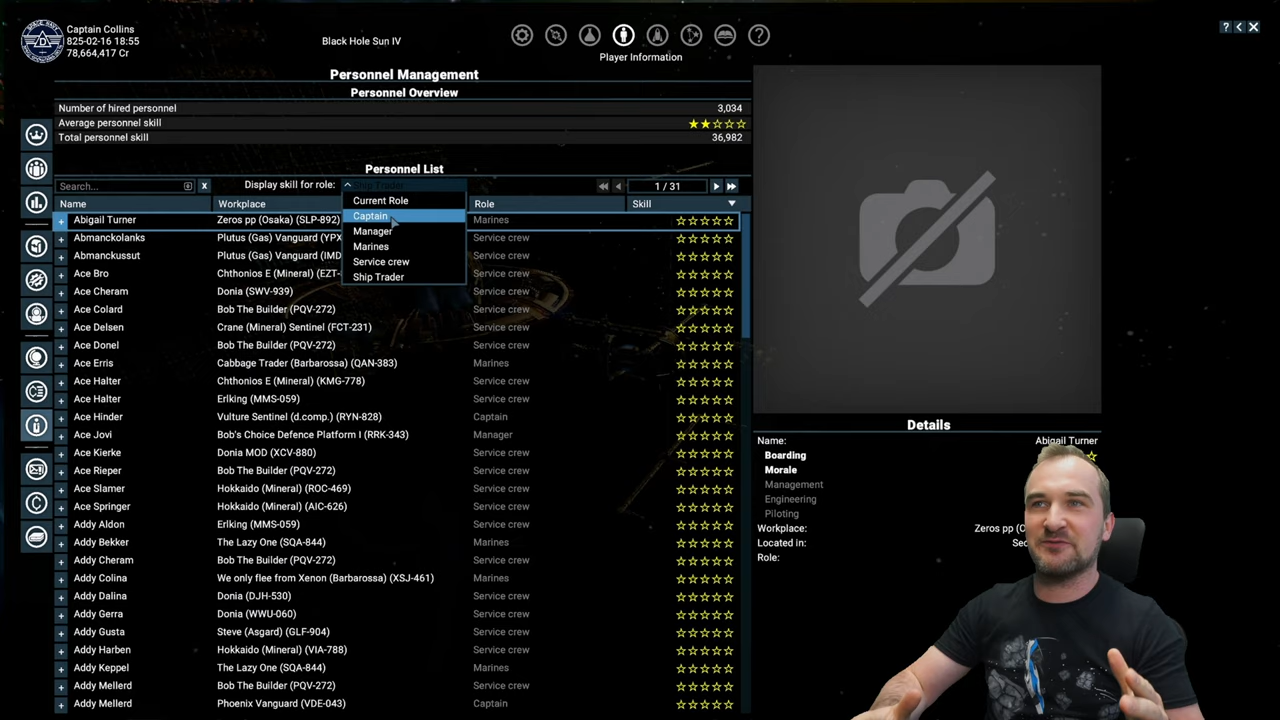 Captain Collins
825-02-16 18:55
78,664,417 Cr
Black Hole Sun IV
?
? < X
Player Information
Personnel Management
Personnel Overview
Number of hired personnel 3,034
Average personnel skill ★★☆☆☆
Total personnel skill 36,982
Personnel List
Search... x Display skill for role: Ship Trader 1 / 31
Name Workplace Role Skill
Current Role
Captain
Manager
Marines
Service crew
Ship Trader
+ Abigail Turner Zeros pp (Osaka) (SLP-892) Marines ☆☆☆☆☆
+ Abmanckolanks Plutus (Gas) Vanguard (YPX Service crew ☆☆☆☆☆
+ Abmanckussut Plutus (Gas) Vanguard (IMD Service crew ☆☆☆☆☆
+ Ace Bro Chthonios E (Mineral) (EZT- Service crew ☆☆☆☆☆
+ Ace Cheram Donia (SWV-939) Service crew ☆☆☆☆☆
+ Ace Colard Bob The Builder (PQV-272) Service crew ☆☆☆☆☆
+ Ace Delsen Crane (Mineral) Sentinel (FCT-231) Service crew ☆☆☆☆☆
+ Ace Donel Bob The Builder (PQV-272) Service crew ☆☆☆☆☆
+ Ace Erris Cabbage Trader (Barbarossa) (QAN-383) Marines ☆☆☆☆☆
+ Ace Halter Chthonios E (Mineral) (KMG-778) Service crew ☆☆☆☆☆
+ Ace Halter Erlking (MMS-059) Service crew ☆☆☆☆☆
+ Ace Hinder Vulture Sentinel (d.comp.) (RYN-828) Captain ☆☆☆☆☆
+ Ace Jovi Bob's Choice Defence Platform I (RRK-343) Manager ☆☆☆☆☆
+ Ace Kierke Donia MOD (XCV-880) Service crew ☆☆☆☆☆
+ Ace Rieper Bob The Builder (PQV-272) Service crew ☆☆☆☆☆
+ Ace Slamer Hokkaido (Mineral) (ROC-469) Service crew ☆☆☆☆☆
+ Ace Springer Hokkaido (Mineral) (AIC-626) Service crew ☆☆☆☆☆
+ Addy Aldon Erlking (MMS-059) Service crew ☆☆☆☆☆
+ Addy Bekker The Lazy One (SQA-844) Marines ☆☆☆☆☆
+ Addy Cheram Bob The Builder (PQV-272) Service crew ☆☆☆☆☆
+ Addy Colina We only flee from Xenon (Barbarossa) (XSJ-461) Marines ☆☆☆☆☆
+ Addy Dalina Donia (DJH-530) Service crew ☆☆☆☆☆
+ Addy Gerra Donia (WWU-060) Service crew ☆☆☆☆☆
+ Addy Gusta Steve (Asgard) (GLF-904) Service crew ☆☆☆☆☆
+ Addy Harben Hokkaido (Mineral) (VIA-788) Service crew ☆☆☆☆☆
+ Addy Keppel The Lazy One (SQA-844) Marines ☆☆☆☆☆
+ Addy Mellerd Bob The Builder (PQV-272) Service crew ☆☆☆☆☆
+ Addy Mellerd Phoenix Vanguard (VDE-043) Captain ☆☆☆☆☆
Details
Name: Abigail Turner
Boarding
Morale
Management
Engineering
Piloting
Workplace: Zeros pp (O
Located in: Sec
Role: